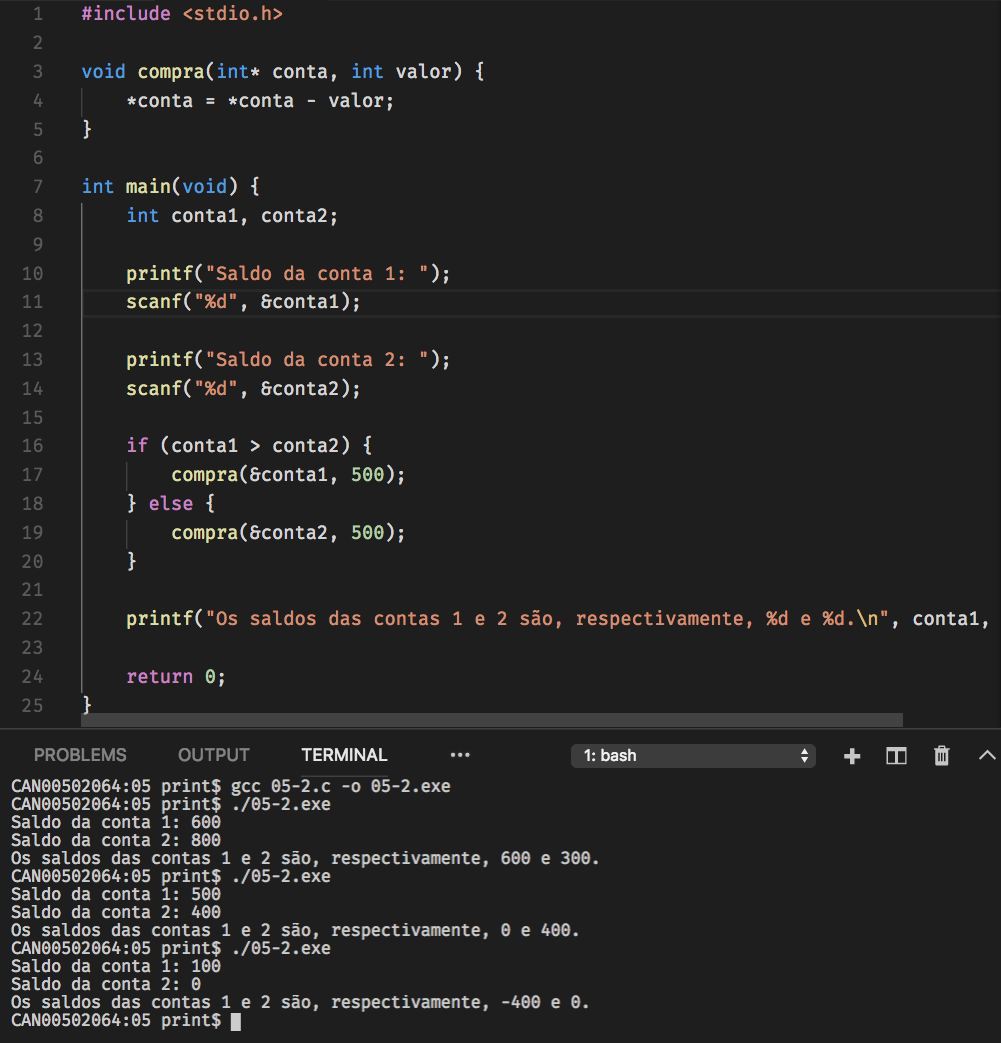 1 #include <stdio.h>
2
3 void compra(int* conta, int valor) {
4     *conta = *conta - valor;
5 }
6
7 int main(void) {
8     int conta1, conta2;
9
10     printf("Saldo da conta 1: ");
11     scanf("%d", &conta1);
12
13     printf("Saldo da conta 2: ");
14     scanf("%d", &conta2);
15
16     if (conta1 > conta2) {
17         compra(&conta1, 500);
18     } else {
19         compra(&conta2, 500);
20     }
21
22     printf("Os saldos das contas 1 e 2 são, respectivamente, %d e %d.\n", conta1,
23
24     return 0;
25 }
PROBLEMS OUTPUT TERMINAL ••• 1: bash
CAN00502064:05 print$ gcc 05-2.c -o 05-2.exe
CAN00502064:05 print$ ./05-2.exe
Saldo da conta 1: 600
Saldo da conta 2: 800
Os saldos das contas 1 e 2 são, respectivamente, 600 e 300.
CAN00502064:05 print$ ./05-2.exe
Saldo da conta 1: 500
Saldo da conta 2: 400
Os saldos das contas 1 e 2 são, respectivamente, 0 e 400.
CAN00502064:05 print$ ./05-2.exe
Saldo da conta 1: 100
Saldo da conta 2: 0
Os saldos das contas 1 e 2 são, respectivamente, -400 e 0.
CAN00502064:05 print$